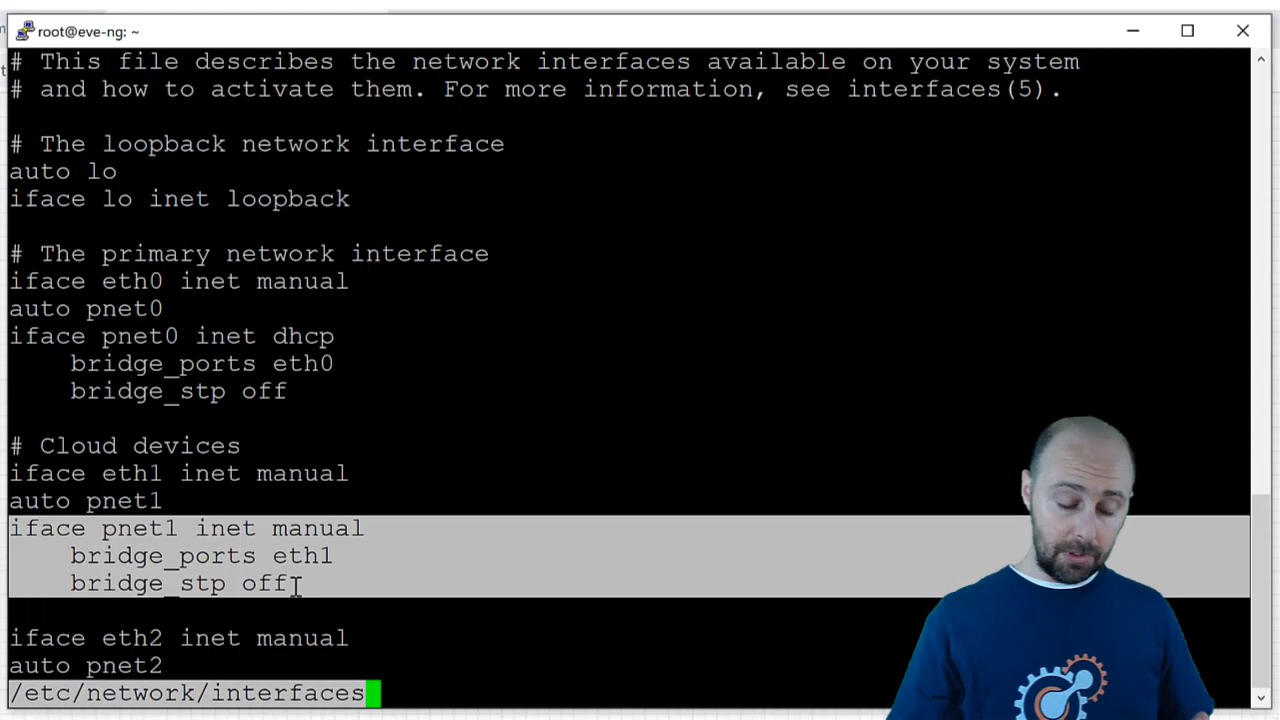 root@eve-ng: ~
# This file describes the network interfaces available on your system
# and how to activate them. For more information, see interfaces(5).
# The loopback network interface
auto lo
iface lo inet loopback
# The primary network interface
iface eth0 inet manual
auto pnet0
iface pnet0 inet dhcp
    bridge_ports eth0
    bridge_stp off
# Cloud devices
iface eth1 inet manual
auto pnet1
iface pnet1 inet manual
    bridge_ports eth1
    bridge_stp off
iface eth2 inet manual
auto pnet2
/etc/network/interfaces